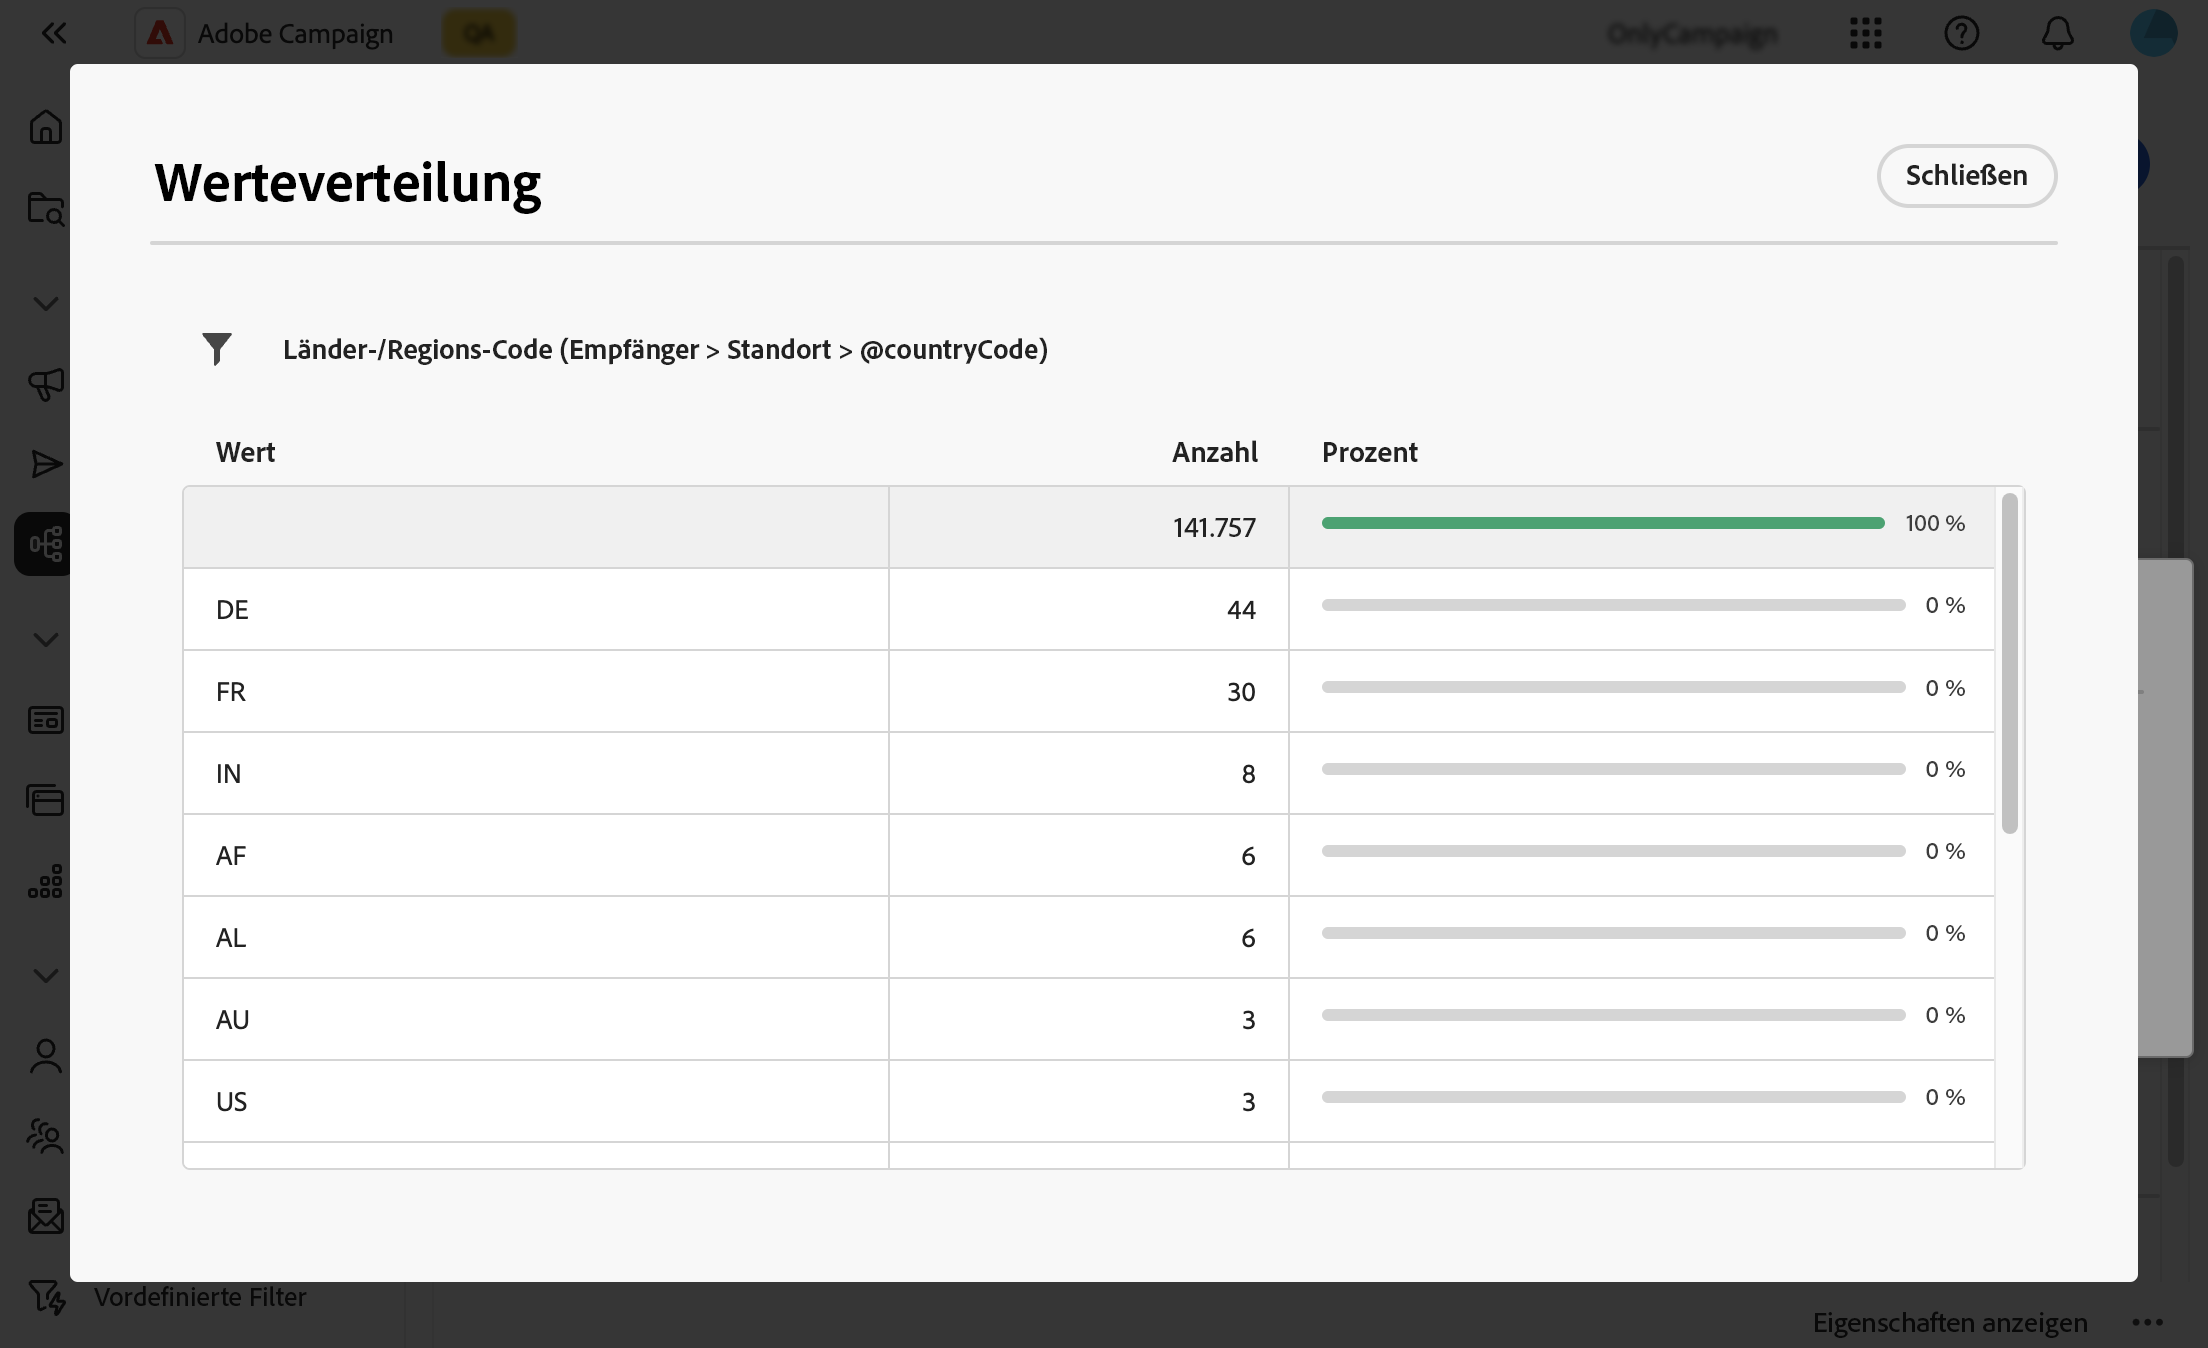 Adobe Campaign QA OnlyCampaign
Werteverteilung
Schließen
Länder-/Regions-Code (Empfänger > Standort > @countryCode)
Wert Anzahl Prozent
141.757 100 %
DE 44 0 %
FR 30 0 %
IN 8 0 %
AF 6 0 %
AL 6 0 %
AU 3 0 %
US 3 0 %
Vordefinierte Filter
Eigenschaften anzeigen